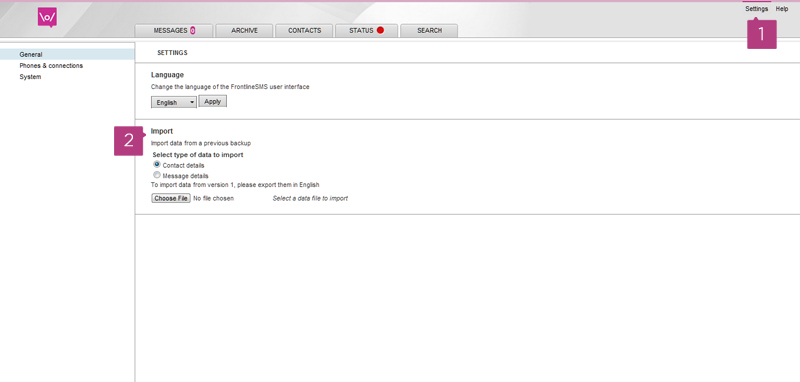 \o/
Settings Help
1
MESSAGES 0 ARCHIVE CONTACTS STATUS SEARCH
General
Phones & connections
System
SETTINGS
Language
Change the language of the FrontlineSMS user interface
English Apply
2
Import
Import data from a previous backup
Select type of data to import
Contact details
Message details
To import data from version 1, please export them in English
Choose File No file chosen Select a data file to import